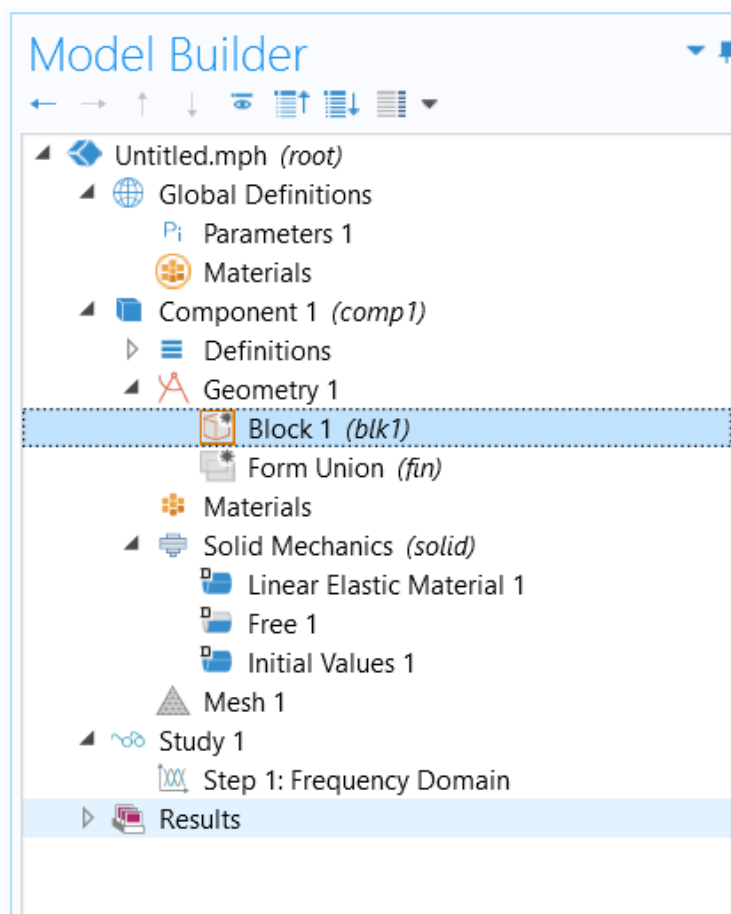 Model Builder
Untitled.mph (root)
Global Definitions
Pi Parameters 1
Materials
Component 1 (comp1)
Definitions
Geometry 1
Block 1 (blk1)
Form Union (fin)
Materials
Solid Mechanics (solid)
D Linear Elastic Material 1
D Free 1
D Initial Values 1
Mesh 1
Study 1
Step 1: Frequency Domain
Results